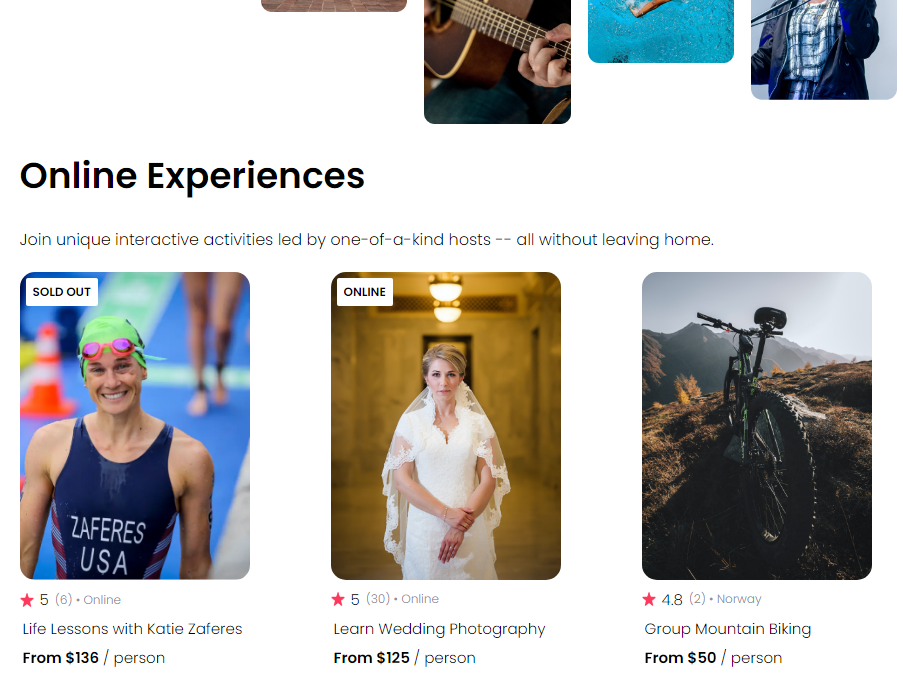 Online Experiences
Join unique interactive activities led by one-of-a-kind hosts -- all without leaving home.
SOLD OUT
ZAFERES
USA
5 (6) • Online
Life Lessons with Katie Zaferes
From $136 / person
ONLINE
5 (30) • Online
Learn Wedding Photography
From $125 / person
4.8 (2) • Norway
Group Mountain Biking
From $50 / person